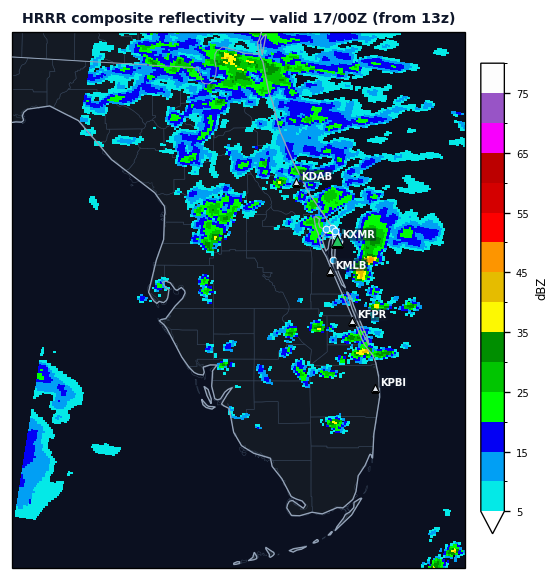 HRRR composite reflectivity — valid 17/00Z (from 13z)
75
65
55
45
35
25
15
5
dBZ
KDAB
KXMR
KMLB
KFPR
KPBI